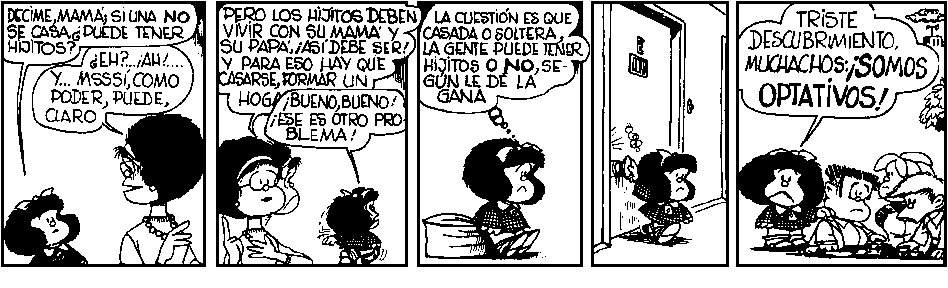 DECIME, MAMÁ; SI UNA NO
SE CASA, ¿PUEDE TENER
HIJITOS?
¿EH?...¡AH!....
Y... MSSSÍ, COMO
PODER, PUEDE,
CLARO
PERO LOS HIJITOS DEBEN
VIVIR CON SU MAMÁ Y
SU PAPÁ, ¡ASÍ DEBE SER!
Y PARA ESO HAY QUE
CASARSE, FORMAR UN
HOGA
¡BUENO, BUENO!
¡ESE ES OTRO PRO-
BLEMA!
LA CUESTIÓN ES QUE
CASADA O SOLTERA,
LA GENTE PUEDE TENER
HIJITOS O NO, SE-
GÚN LE DE LA
GANA
TRISTE
DESCUBRIMIENTO,
MUCHACHOS: ¡SOMOS
OPTATIVOS!